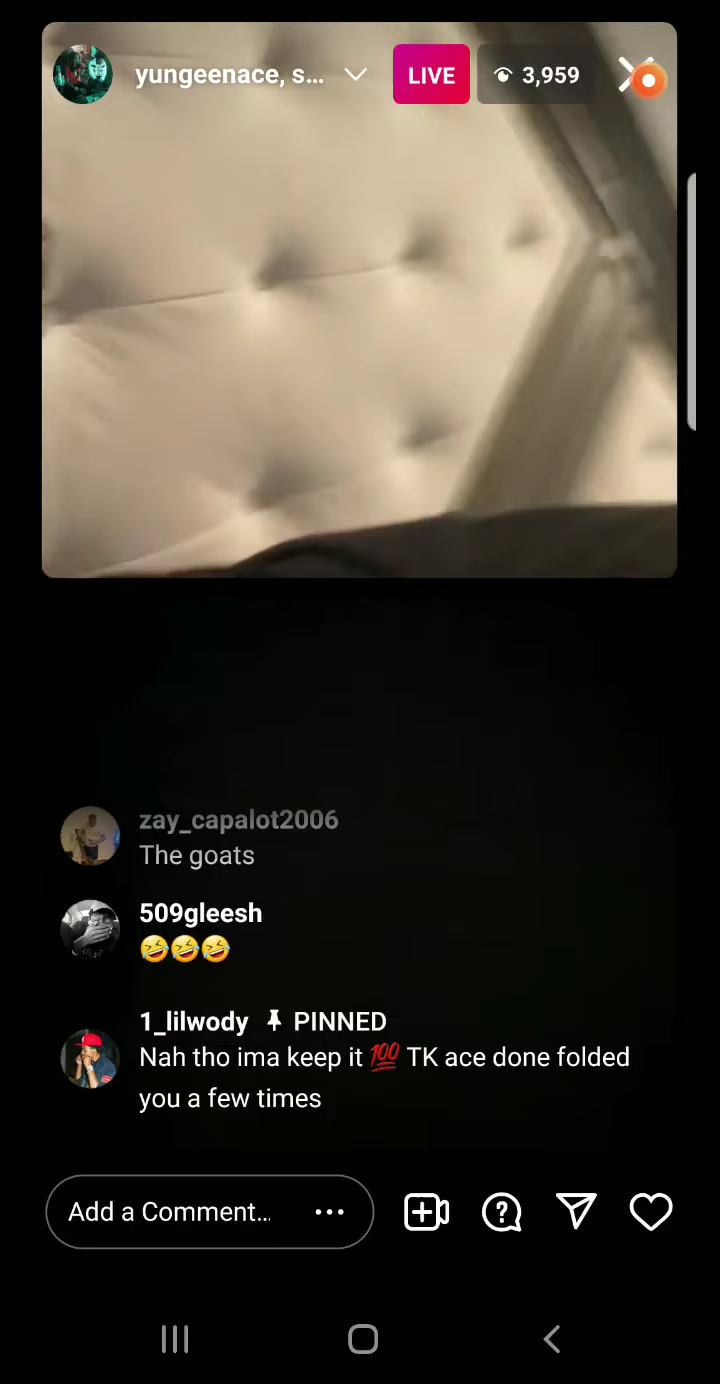 yungeenace, s...
LIVE
3,959
zay_capalot2006
The goats
509gleesh
🤣🤣🤣
1_lilwody PINNED
Nah tho ima keep it 💯 TK ace done folded
you a few times
Add a Comment...